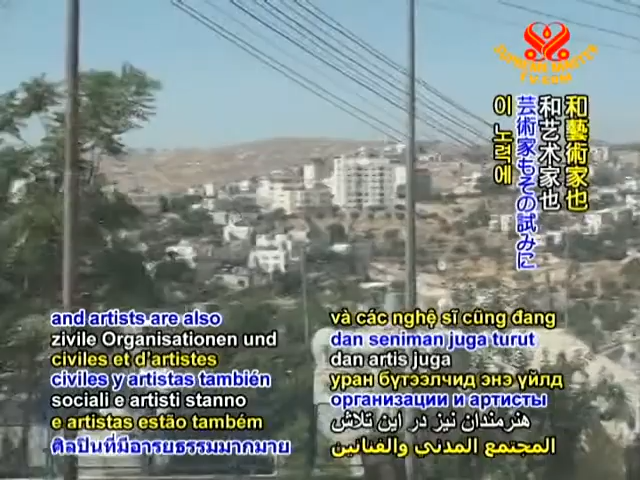 SUPREME MASTER
TV.COM
和藝術家也
和艺术家也
芸術家もその試みに
이 노력에
and artists are also
zivile Organisationen und
civiles et d'artistes
civiles y artistas también
sociali e artisti stanno
e artistas estão também
ศิลปินที่มีอารยธรรมมากมาย
và các nghệ sĩ cũng đang
dan seniman juga turut
dan artis juga
уран бүтээлчид энэ үйлд
организации и артисты
هنرمندان نیز در این تلاش
المجتمع المدني والفنانين